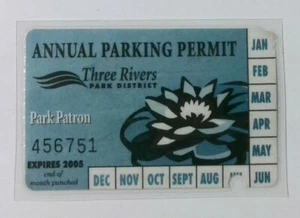 ANNUAL PARKING PERMIT
JAN
FEB
MAR
APR
MAY
JUN
Three Rivers
PARK DISTRICT
Park Patron
456751
EXPIRES 2005
end of
month punched
DEC NOV OCT SEPT AUG